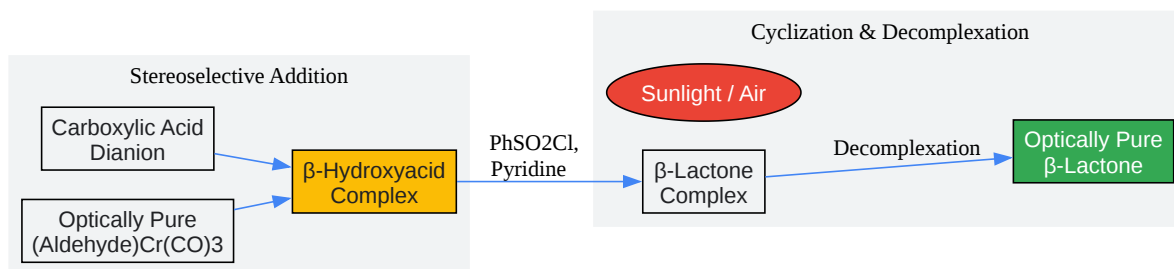 Cyclization & Decomplexation
Stereoselective Addition
Sunlight / Air
Carboxylic Acid
Dianion
Optically Pure
(Aldehyde)Cr(CO)3
β-Hydroxyacid
Complex
PhSO2Cl,
Pyridine
β-Lactone
Complex
Decomplexation
Optically Pure
β-Lactone